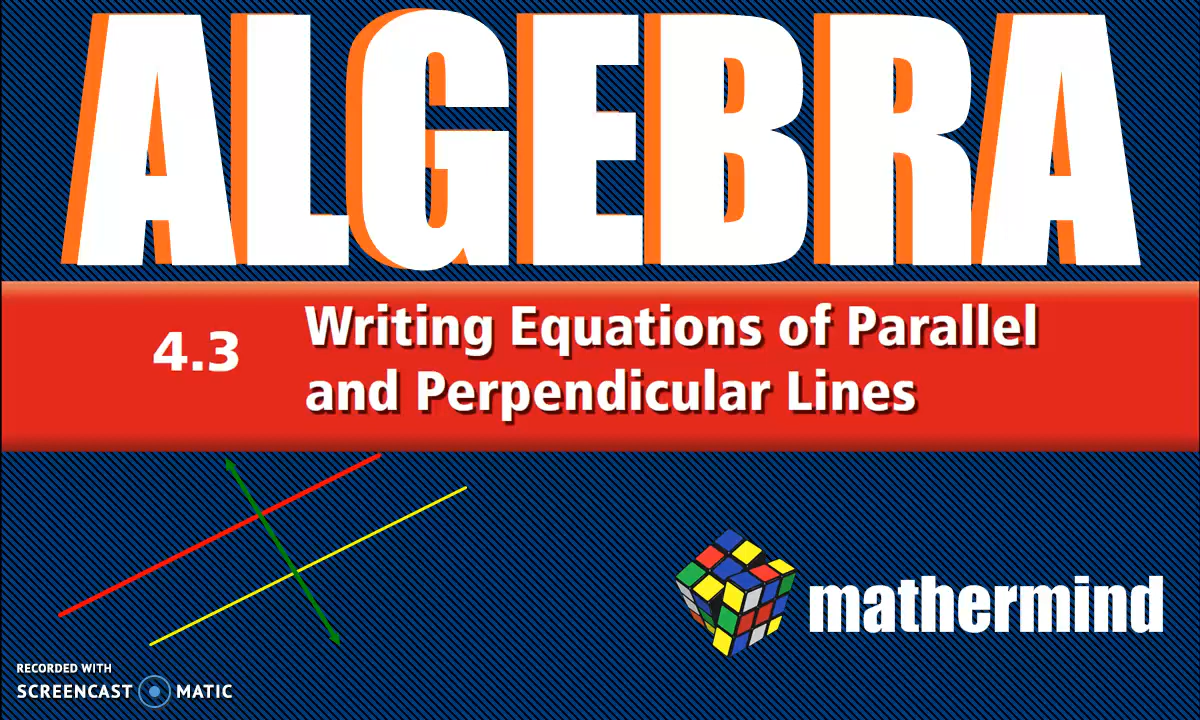 ALGEBRA
4.3 Writing Equations of Parallel
and Perpendicular Lines
mathermind
RECORDED WITH
SCREENCAST MATIC